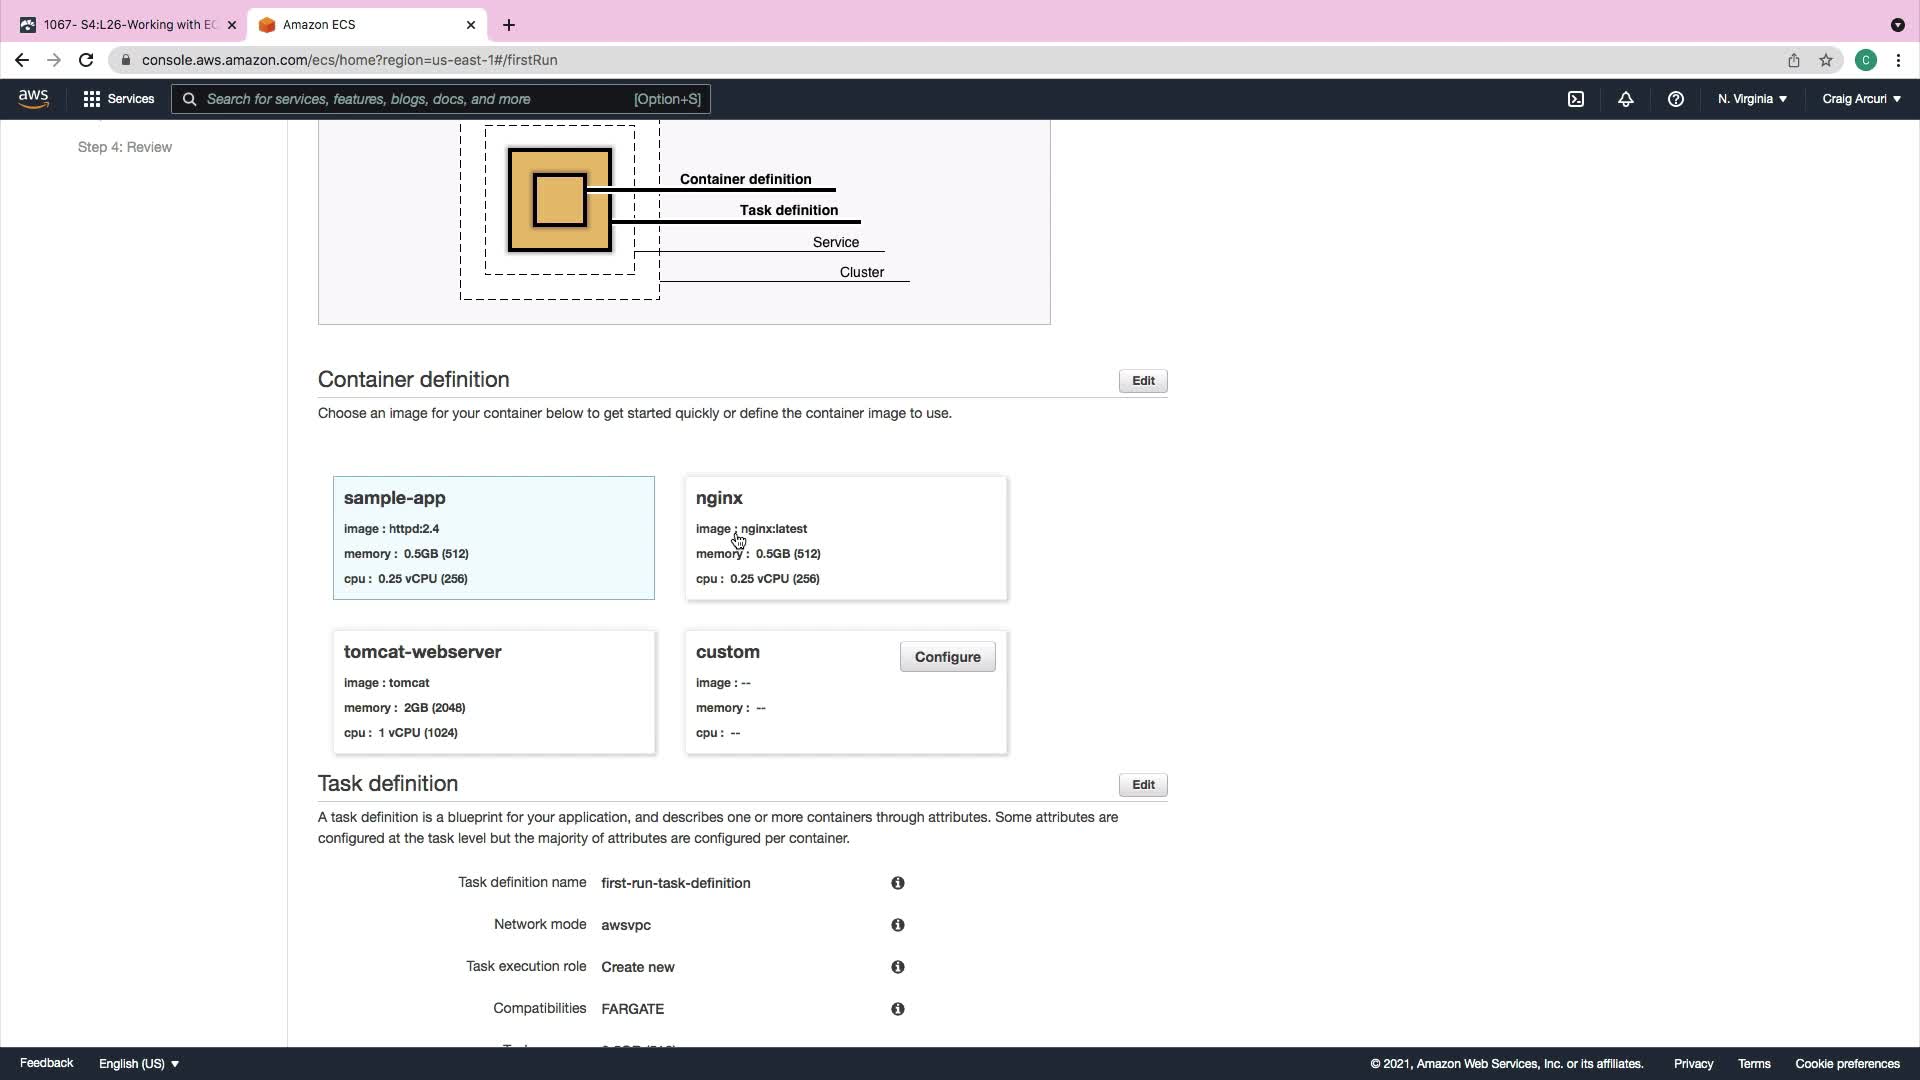 1067- S4:L26-Working with EC
Amazon ECS
console.aws.amazon.com/ecs/home?region=us-east-1#/firstRun
C
aws
Services
Search for services, features, blogs, docs, and more
[Option+S]
N. Virginia
Craig Arcuri
Step 4: Review
Container definition
Task definition
Service
Cluster
Container definition
Edit
Choose an image for your container below to get started quickly or define the container image to use.
sample-app
image : httpd:2.4
memory : 0.5GB (512)
cpu : 0.25 vCPU (256)
nginx
image : nginx:latest
memory : 0.5GB (512)
cpu : 0.25 vCPU (256)
tomcat-webserver
image : tomcat
memory : 2GB (2048)
cpu : 1 vCPU (1024)
custom
Configure
image : --
memory : --
cpu : --
Task definition
Edit
A task definition is a blueprint for your application, and describes one or more containers through attributes. Some attributes are
configured at the task level but the majority of attributes are configured per container.
Task definition name first-run-task-definition
Network mode awsvpc
Task execution role Create new
Compatibilities FARGATE
Feedback
English (US)
© 2021, Amazon Web Services, Inc. or its affiliates.
Privacy
Terms
Cookie preferences